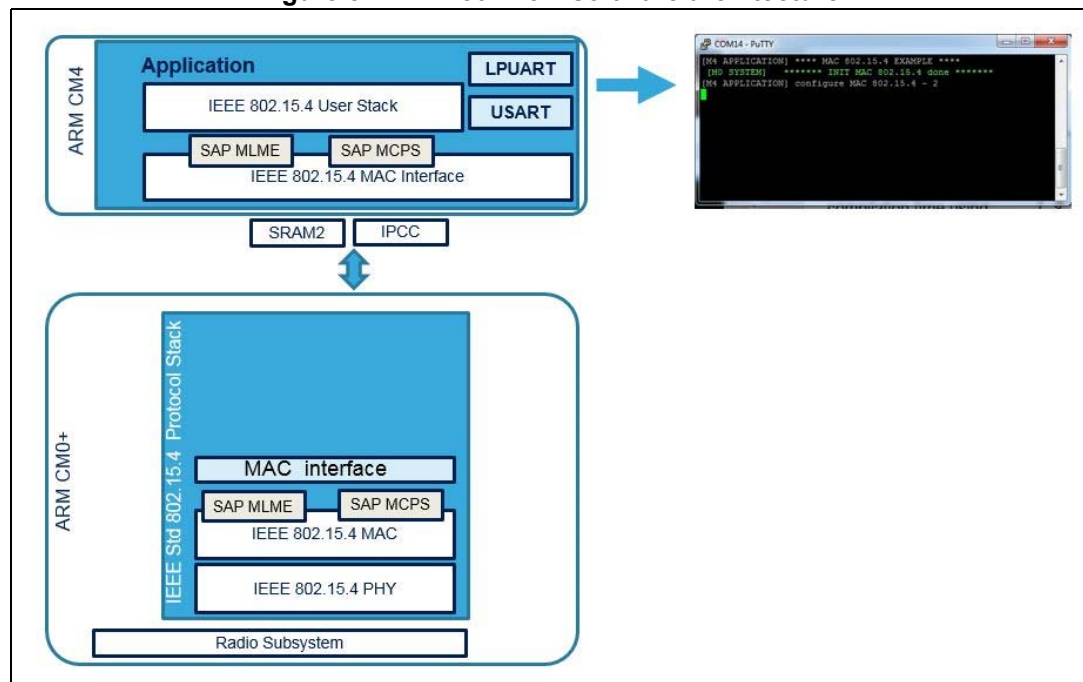 ARM CM4
Application
LPUART
IEEE 802.15.4 User Stack
USART
SAP MLME
SAP MCPS
IEEE 802.15.4 MAC Interface
SRAM2
IPCC
COM14 - PuTTY
[M4 APPLICATION] **** MAC 802.15.4 EXAMPLE ****
[M0 SYSTEM] ******* INIT MAC 802.15.4 done *******
[M4 APPLICATION] configure MAC 802.15.4 - 2
ARM CM0+
IEEE Std 802.15.4 Protocol Stack
MAC interface
SAP MLME
SAP MCPS
IEEE 802.15.4 MAC
IEEE 802.15.4 PHY
Radio Subsystem